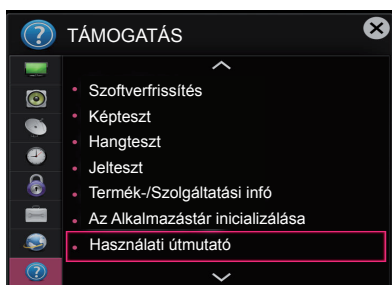 TÁMOGATÁS
Szoftverfrissítés
Képteszt
Hangteszt
Jelteszt
Termék-/Szolgáltatási infó
Az Alkalmazástár inicializálása
Használati útmutató